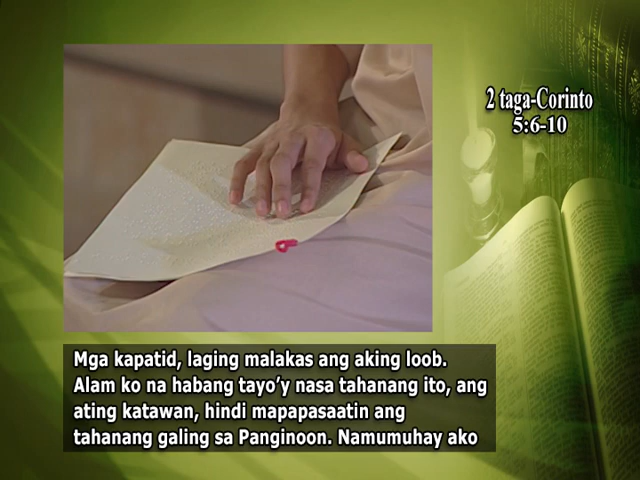 2 taga-Corinto
5:6-10
Mga kapatid, laging malakas ang aking loob.
Alam ko na habang tayo'y nasa tahanang ito, ang
ating katawan, hindi mapapasaatin ang
tahanang galing sa Panginoon. Namumuhay ako